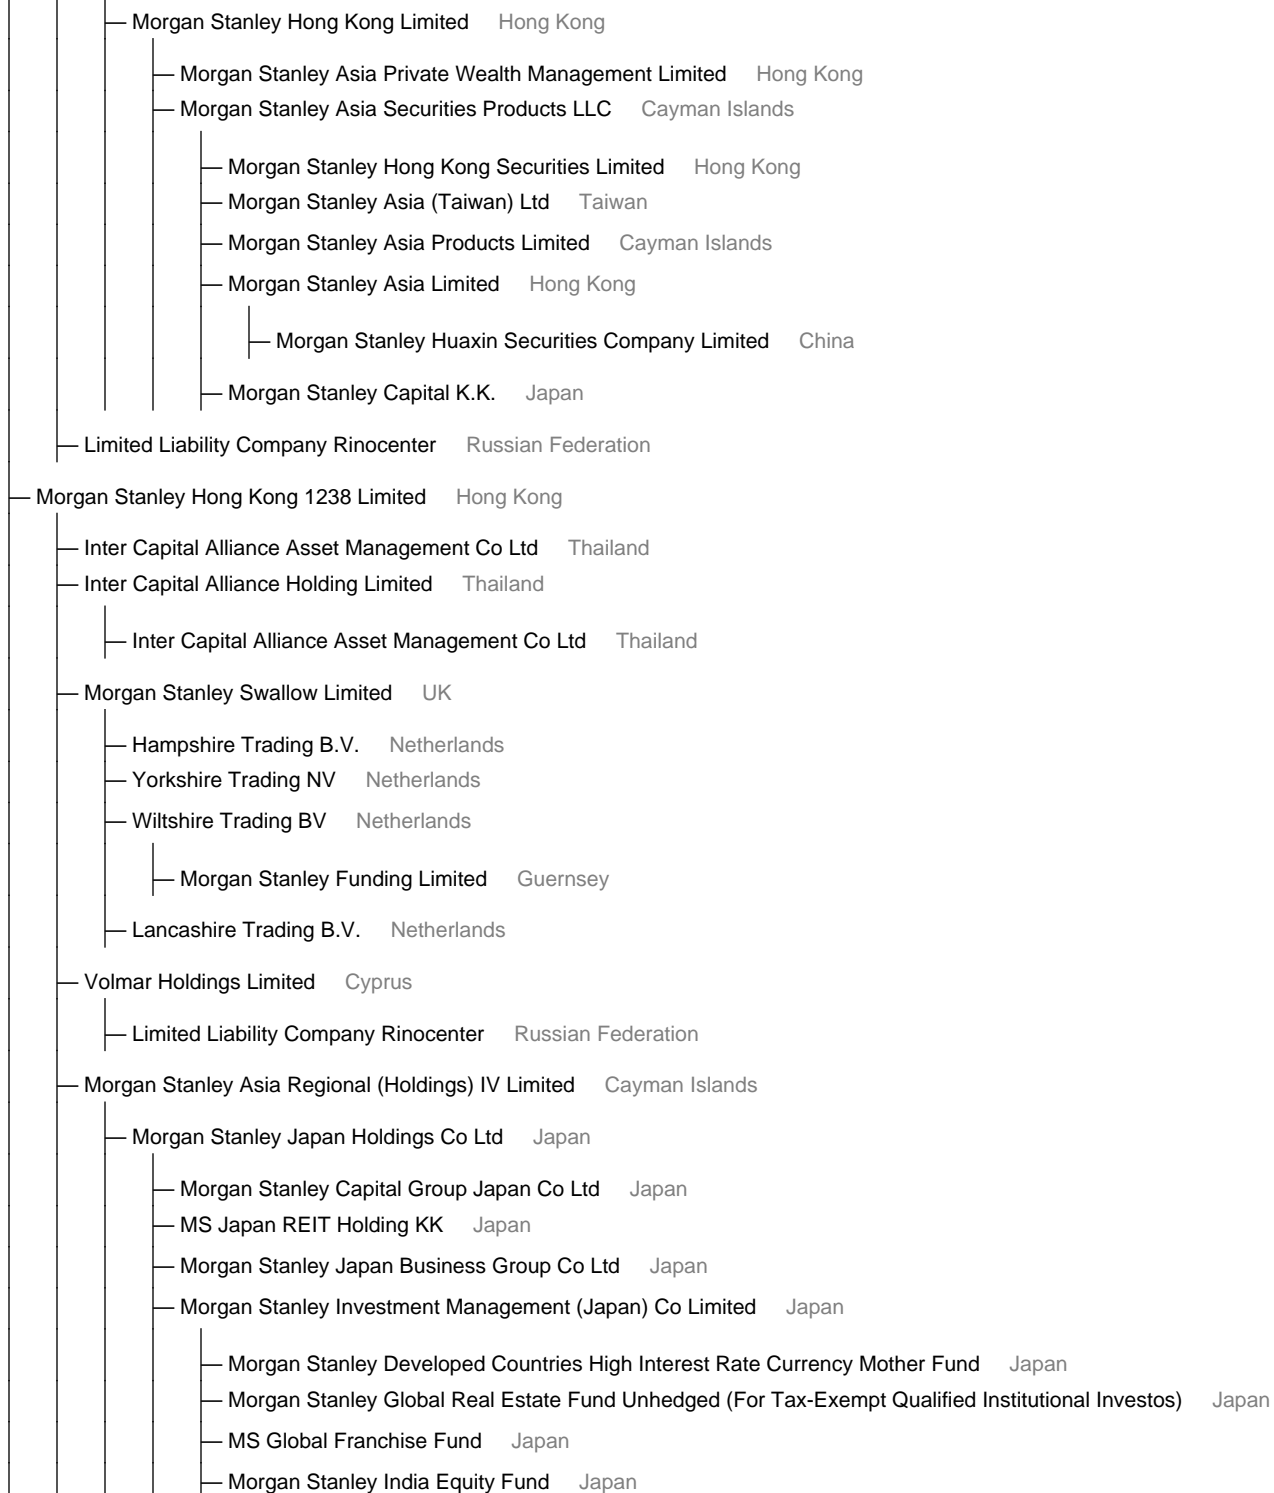 Morgan Stanley Hong Kong Limited Hong Kong
Morgan Stanley Asia Private Wealth Management Limited Hong Kong
Morgan Stanley Asia Securities Products LLC Cayman Islands
Morgan Stanley Hong Kong Securities Limited Hong Kong
Morgan Stanley Asia (Taiwan) Ltd Taiwan
Morgan Stanley Asia Products Limited Cayman Islands
Morgan Stanley Asia Limited Hong Kong
Morgan Stanley Huaxin Securities Company Limited China
Morgan Stanley Capital K.K. Japan
Limited Liability Company Rinocenter Russian Federation
Morgan Stanley Hong Kong 1238 Limited Hong Kong
Inter Capital Alliance Asset Management Co Ltd Thailand
Inter Capital Alliance Holding Limited Thailand
Inter Capital Alliance Asset Management Co Ltd Thailand
Morgan Stanley Swallow Limited UK
Hampshire Trading B.V. Netherlands
Yorkshire Trading NV Netherlands
Wiltshire Trading BV Netherlands
Morgan Stanley Funding Limited Guernsey
Lancashire Trading B.V. Netherlands
Volmar Holdings Limited Cyprus
Limited Liability Company Rinocenter Russian Federation
Morgan Stanley Asia Regional (Holdings) IV Limited Cayman Islands
Morgan Stanley Japan Holdings Co Ltd Japan
Morgan Stanley Capital Group Japan Co Ltd Japan
MS Japan REIT Holding KK Japan
Morgan Stanley Japan Business Group Co Ltd Japan
Morgan Stanley Investment Management (Japan) Co Limited Japan
Morgan Stanley Developed Countries High Interest Rate Currency Mother Fund Japan
Morgan Stanley Global Real Estate Fund Unhedged (For Tax-Exempt Qualified Institutional Investos) Japan
MS Global Franchise Fund Japan
Morgan Stanley India Equity Fund Japan